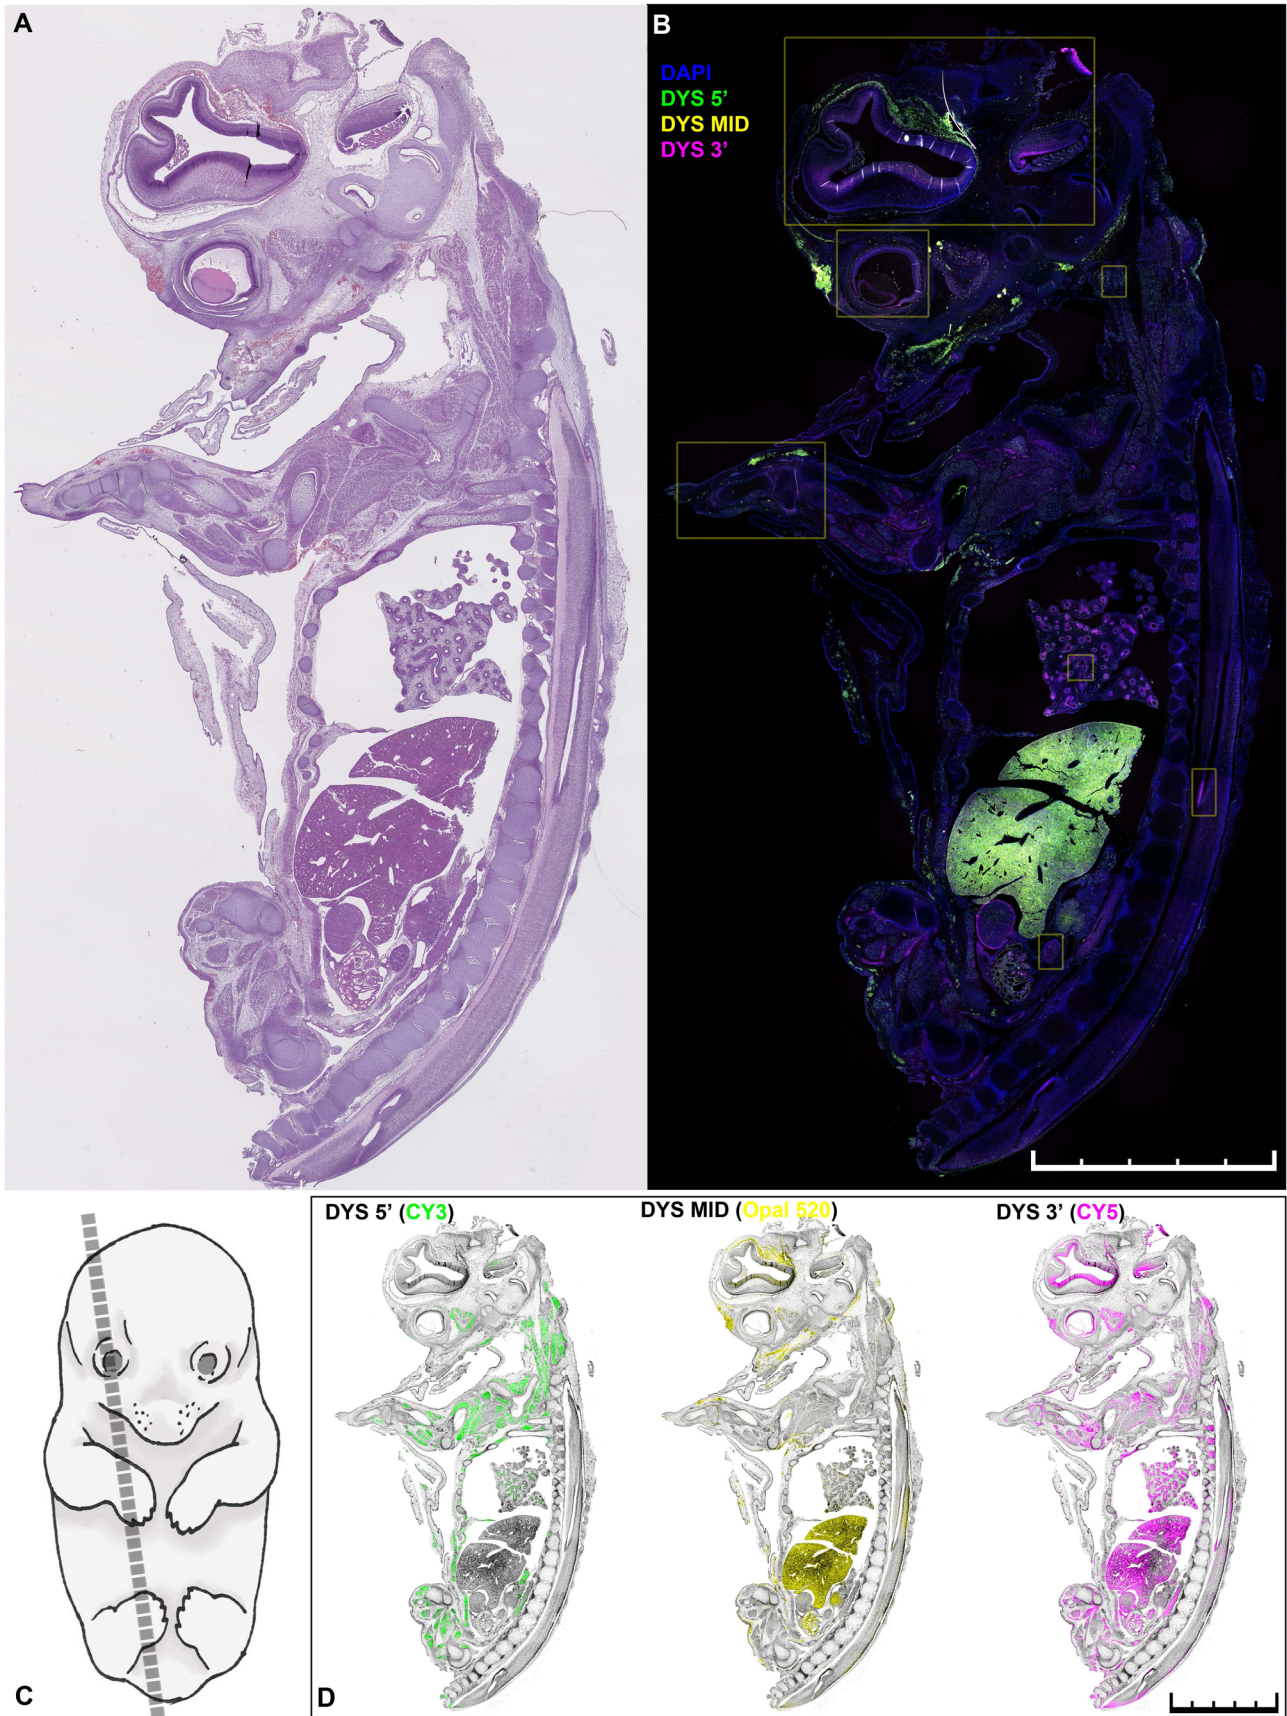 A
B
DAPI
DYS 5’
DYS MID
DYS 3’
C
D
DYS 5’ (CY3)
DYS MID (Opal 520)
DYS 3’ (CY5)